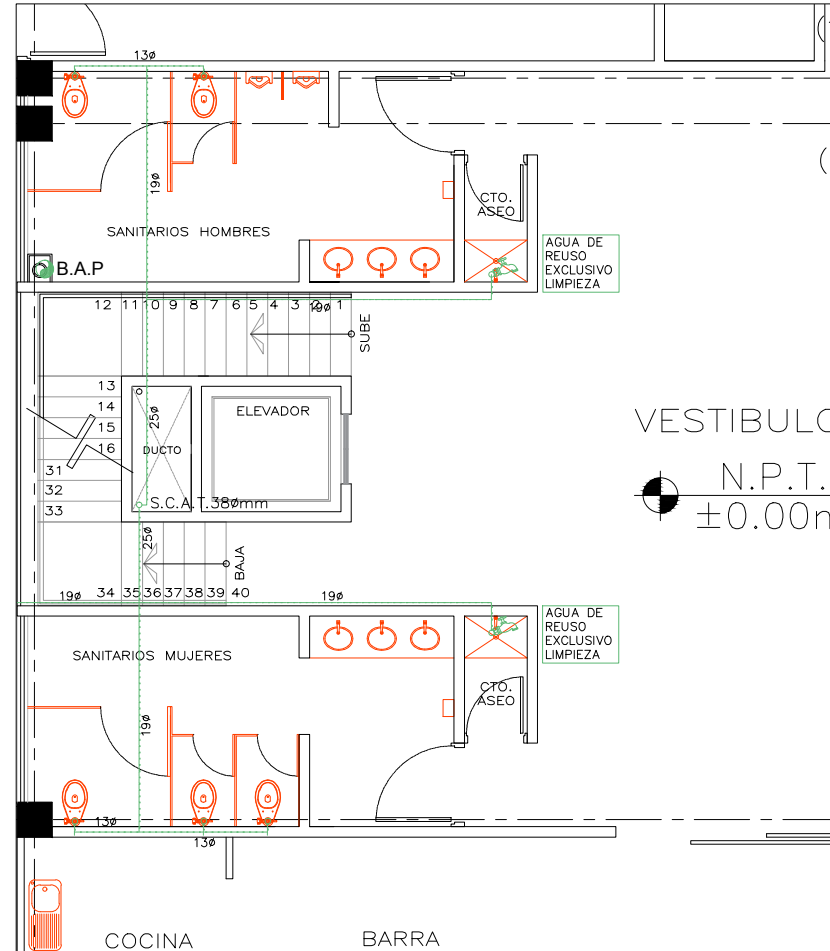 13ø
19ø
SANITARIOS HOMBRES
CTO.
ASEO
B.A.P
AGUA DE
REUSO
EXCLUSIVO
LIMPIEZA
12 11 10 9 8 7 6 5 4 3 2 1
19ø
SUBE
13
14
15
16
25ø
DUCTO
ELEVADOR
31
32
33
S.C.A.T.38ømm
VESTIBULO
N.P.T.
±0.00m
25ø
BAJA
19ø
34 35 36 37 38 39 40
19ø
AGUA DE
REUSO
EXCLUSIVO
LIMPIEZA
SANITARIOS MUJERES
CTO.
ASEO
19ø
13ø
13ø
COCINA
BARRA